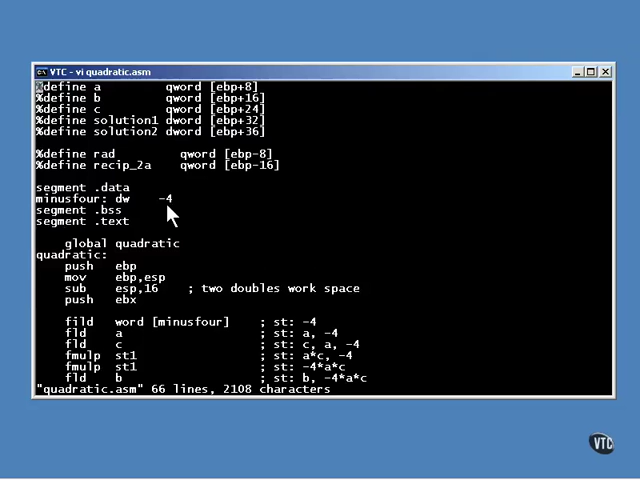 VTC - vi quadratic.asm
%define a qword [ebp+8]
%define b qword [ebp+16]
%define c qword [ebp+24]
%define solution1 dword [ebp+32]
%define solution2 dword [ebp+36]
%define rad qword [ebp-8]
%define recip_2a qword [ebp-16]
segment .data
minusfour: dw -4
segment .bss
segment .text
global quadratic
quadratic:
push ebp
mov ebp,esp
sub esp,16 ; two doubles work space
push ebx
fild word [minusfour] ; st: -4
fld a ; st: a, -4
fld c ; st: c, a, -4
fmulp st1 ; st: a*c, -4
fmulp st1 ; st: -4*a*c
fld b ; st: b, -4*a*c
"quadratic.asm" 66 lines, 2108 characters
VTC